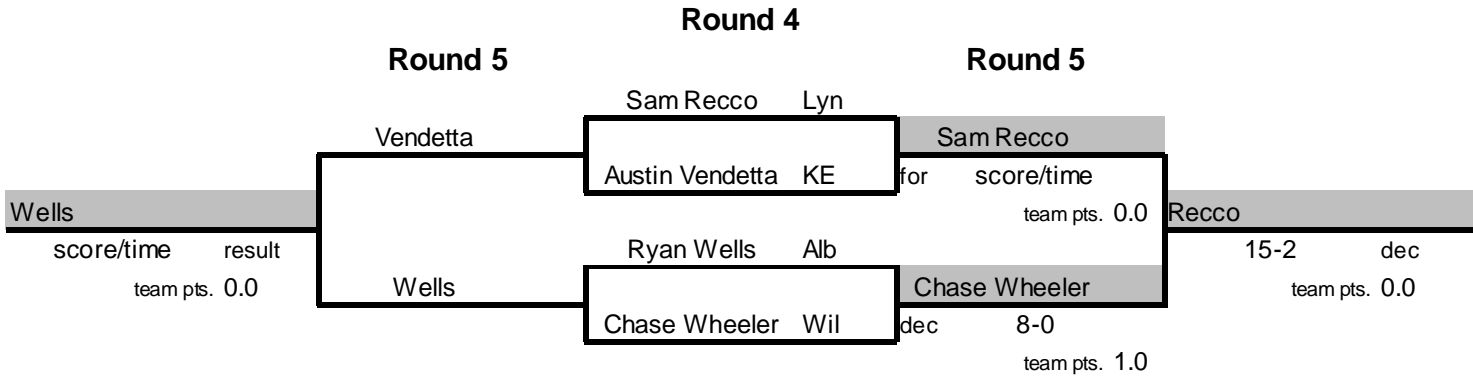 Round 4
Round 5 Round 5
Sam Recco Lyn
Vendetta Sam Recco
Austin Vendetta KE for score/time
Wells team pts. 0.0 Recco
score/time result Ryan Wells Alb 15-2 dec
team pts. 0.0 Wells Chase Wheeler team pts. 0.0
Chase Wheeler Wil dec 8-0
team pts. 1.0